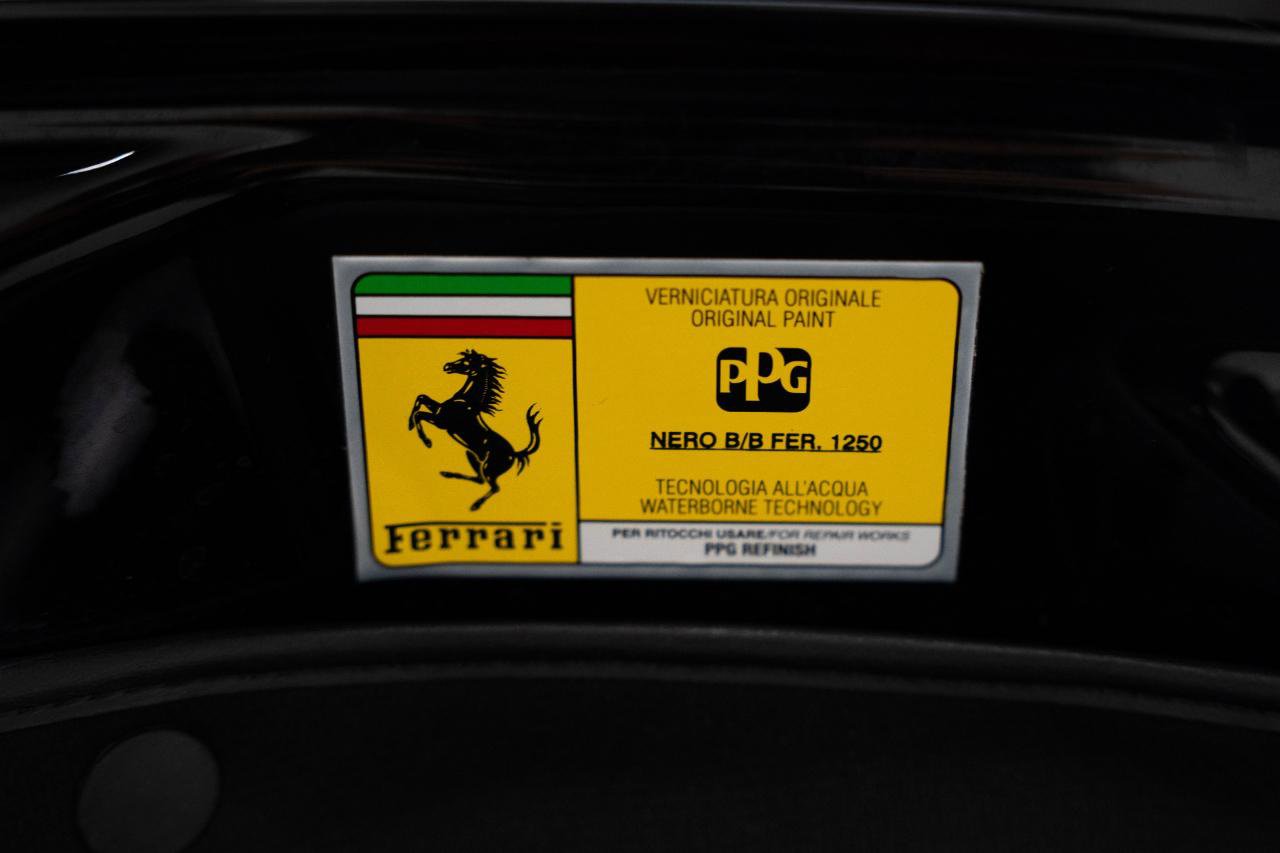 VERNICIATURA ORIGINALE
ORIGINAL PAINT
PPG
NERO B/B FER. 1250
TECNOLOGIA ALL'ACQUA
WATERBORNE TECHNOLOGY
PER RITOCCHI USARE/FOR REPAIR WORKS
PPG REFINISH
Ferrari